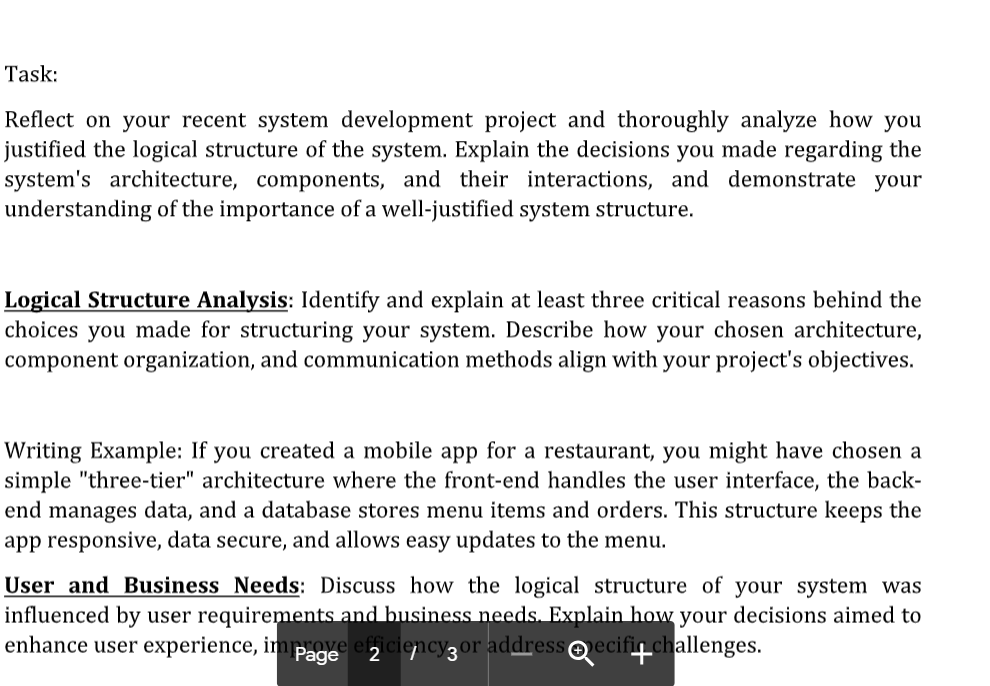 Task:
Reflect on your recent system development project and thoroughly analyze how you
justified the logical structure of the system. Explain the decisions you made regarding the
system's architecture, components, and their interactions, and demonstrate your
understanding of the importance of a well-justified system structure.
Logical Structure Analysis: Identify and explain at least three critical reasons behind the
choices you made for structuring your system. Describe how your chosen architecture,
component organization, and communication methods align with your project's objectives.
Writing Example: If you created a mobile app for a restaurant, you might have chosen a
simple "three-tier" architecture where the front-end handles the user interface, the back-
end manages data, and a database stores menu items and orders. This structure keeps the
app responsive, data secure, and allows easy updates to the menu.
User and Business Needs: Discuss how the logical structure of your system was
influenced by user requirements and business needs. Explain how your decisions aimed to
enhance user experience, improve efficiency, or address specific challenges.
Page 2 / 3